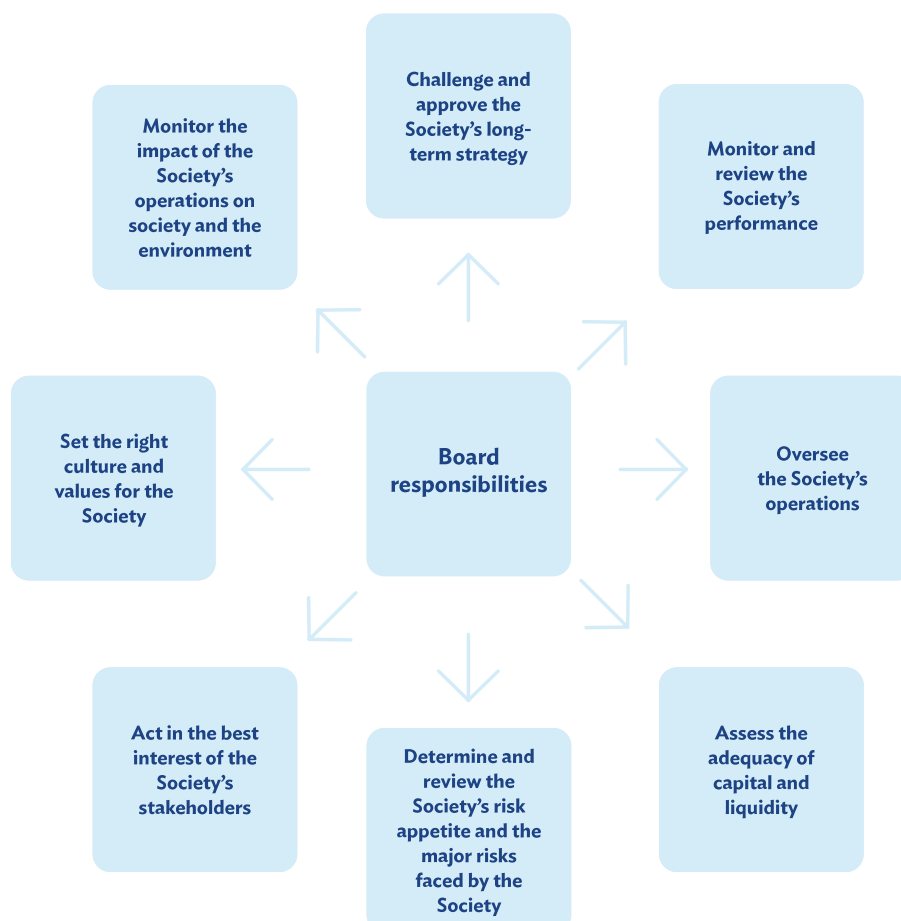 Challenge and
approve the
Society’s long-
term strategy
Monitor the
impact of the
Society’s
operations on
society and the
environment
Monitor and
review the
Society’s
performance
Set the right
culture and
values for the
Society
Board
responsibilities
Oversee
the Society’s
operations
Act in the best
interest of the
Society’s
stakeholders
Determine and
review the
Society’s risk
appetite and the
major risks
faced by the
Society
Assess the
adequacy of
capital and
liquidity